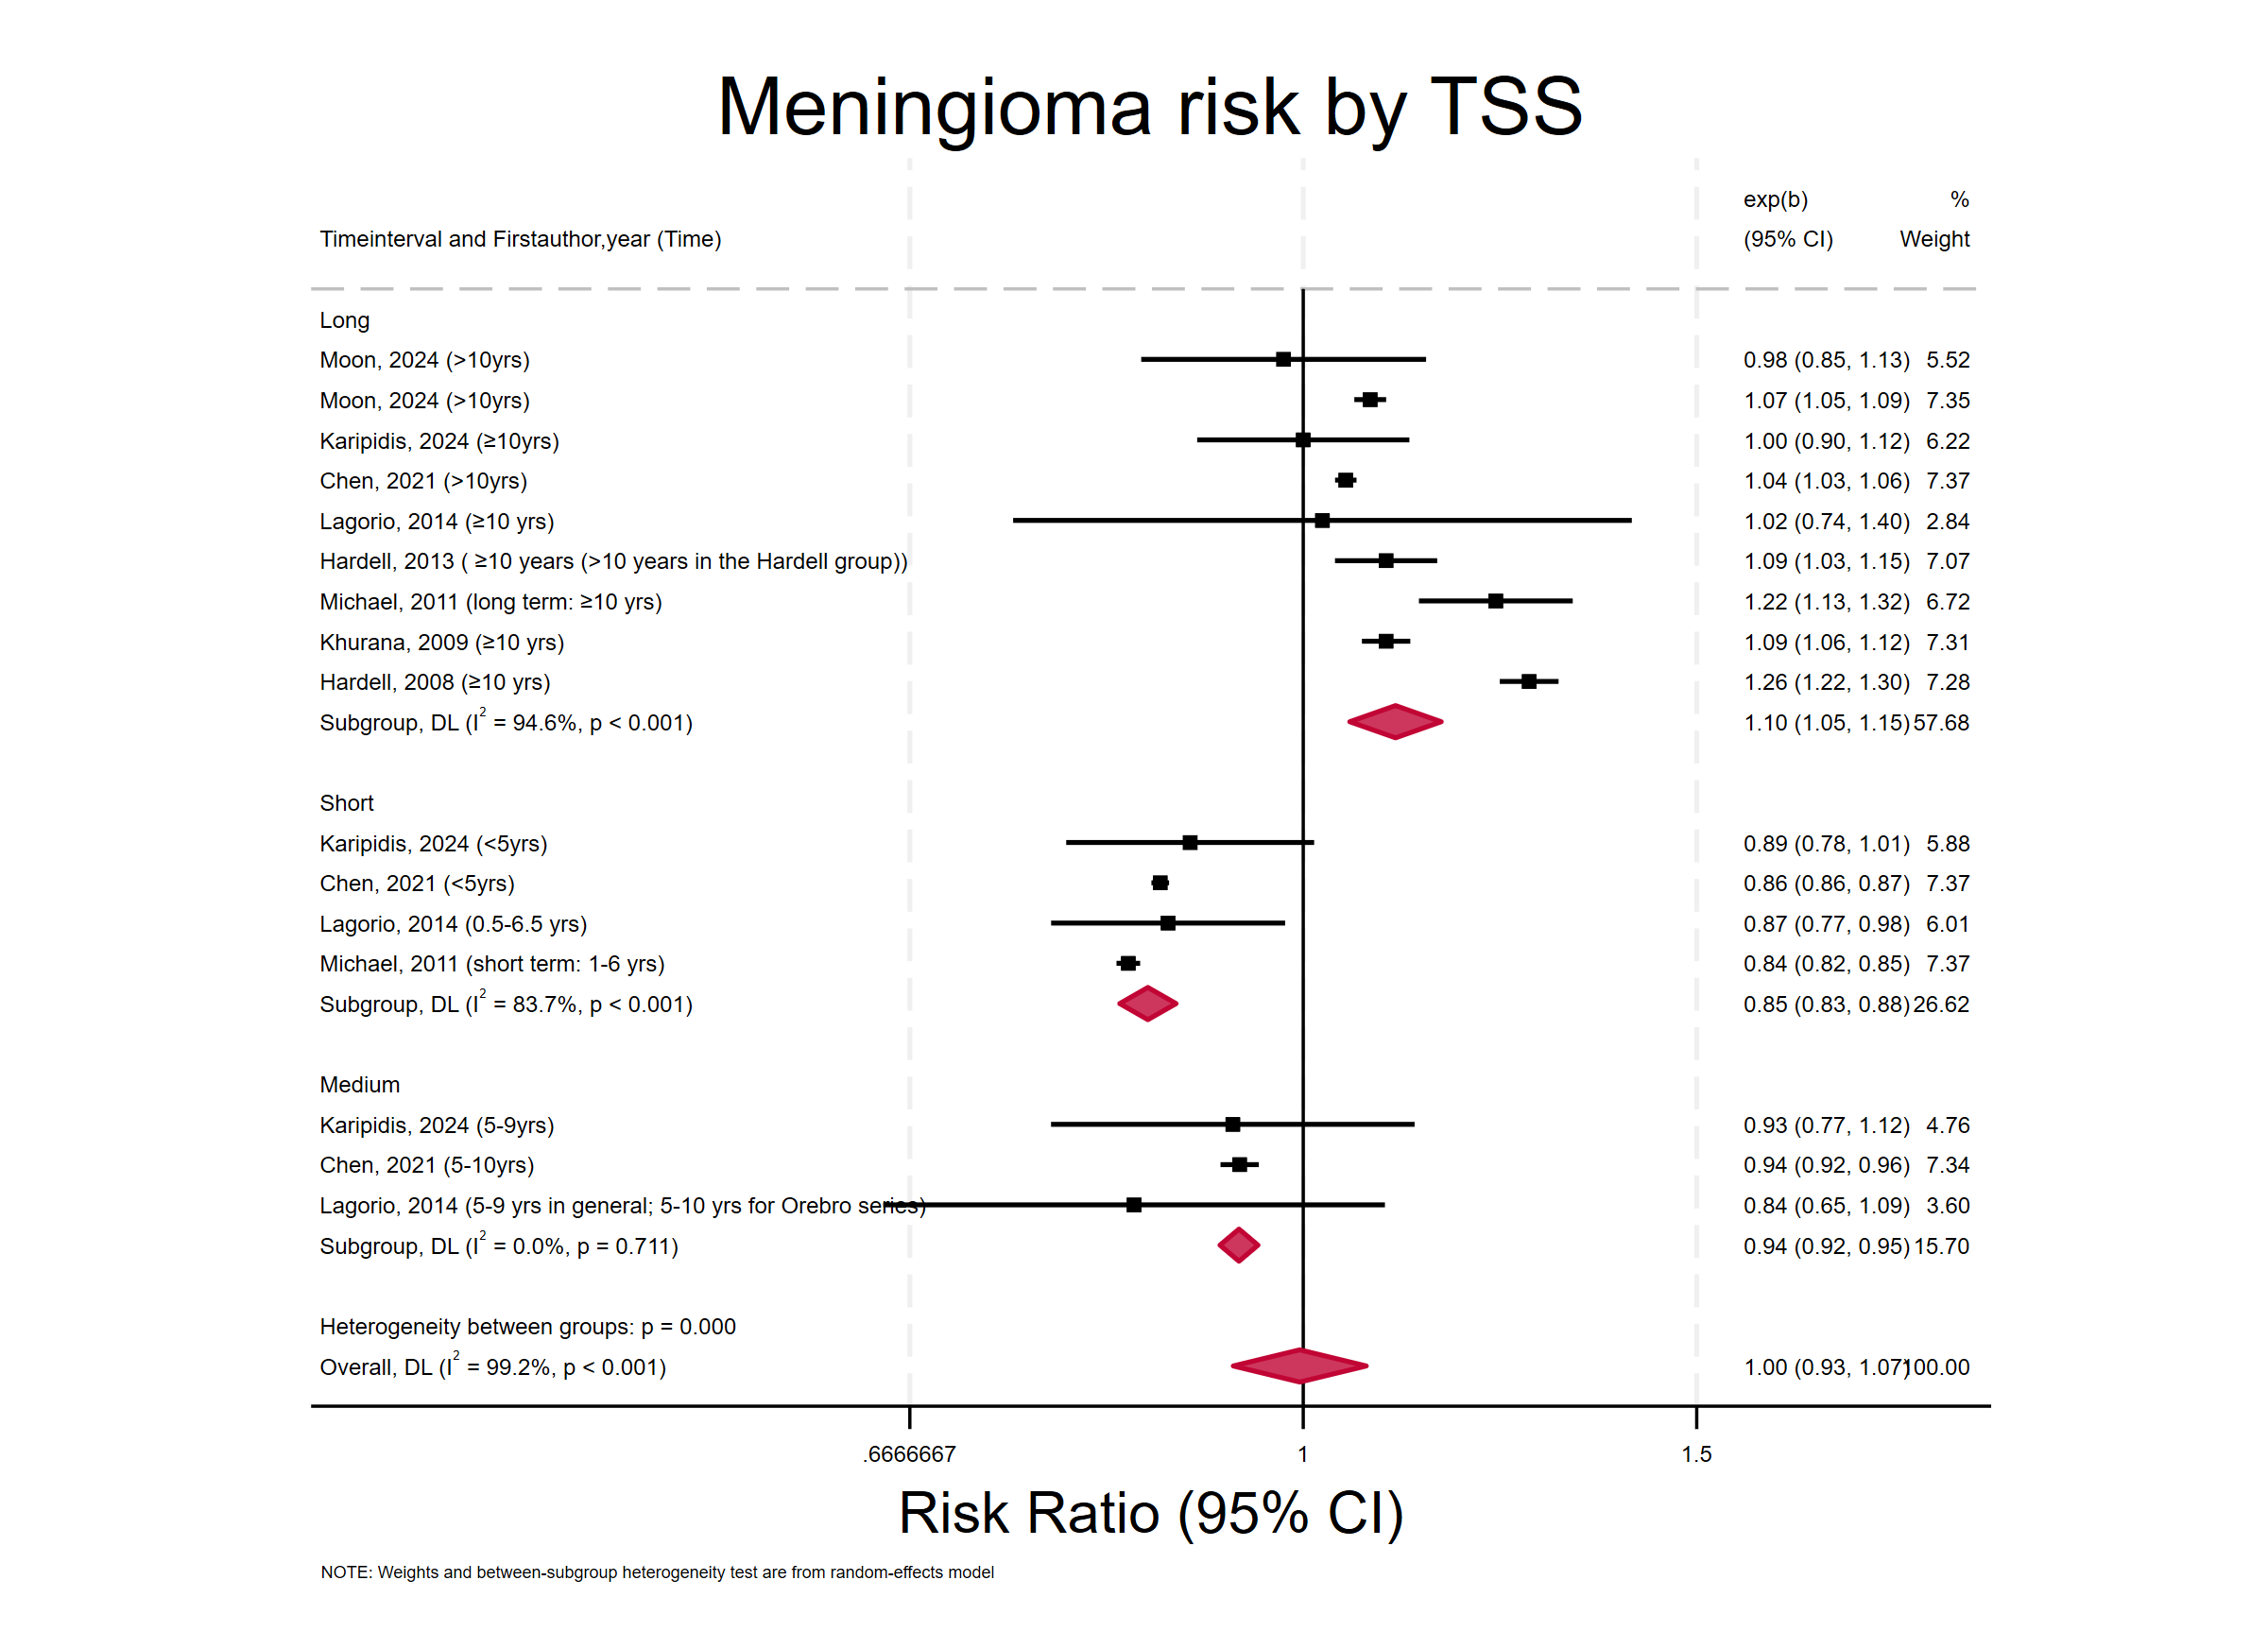 Meningioma risk by TSS
exp(b) %
Timeinterval and Firstauthor,year (Time) (95% CI) Weight
Long
Moon, 2024 (>10yrs) 0.98 (0.85, 1.13) 5.52
Moon, 2024 (>10yrs) 1.07 (1.05, 1.09) 7.35
Karipidis, 2024 (≥10yrs) 1.00 (0.90, 1.12) 6.22
Chen, 2021 (>10yrs) 1.04 (1.03, 1.06) 7.37
Lagorio, 2014 (≥10 yrs) 1.02 (0.74, 1.40) 2.84
Hardell, 2013 ( ≥10 years (>10 years in the Hardell group)) 1.09 (1.03, 1.15) 7.07
Michael, 2011 (long term: ≥10 yrs) 1.22 (1.13, 1.32) 6.72
Khurana, 2009 (≥10 yrs) 1.09 (1.06, 1.12) 7.31
Hardell, 2008 (≥10 yrs) 1.26 (1.22, 1.30) 7.28
Subgroup, DL (I² = 94.6%, p < 0.001) 1.10 (1.05, 1.15) 57.68
Short
Karipidis, 2024 (<5yrs) 0.89 (0.78, 1.01) 5.88
Chen, 2021 (<5yrs) 0.86 (0.86, 0.87) 7.37
Lagorio, 2014 (0.5-6.5 yrs) 0.87 (0.77, 0.98) 6.01
Michael, 2011 (short term: 1-6 yrs) 0.84 (0.82, 0.85) 7.37
Subgroup, DL (I² = 83.7%, p < 0.001) 0.85 (0.83, 0.88) 26.62
Medium
Karipidis, 2024 (5-9yrs) 0.93 (0.77, 1.12) 4.76
Chen, 2021 (5-10yrs) 0.94 (0.92, 0.96) 7.34
Lagorio, 2014 (5-9 yrs in general; 5-10 yrs for Orebro series) 0.84 (0.65, 1.09) 3.60
Subgroup, DL (I² = 0.0%, p = 0.711) 0.94 (0.92, 0.95) 15.70
Heterogeneity between groups: p = 0.000
Overall, DL (I² = 99.2%, p < 0.001) 1.00 (0.93, 1.07) 100.00
.6666667 1 1.5
Risk Ratio (95% CI)
NOTE: Weights and between-subgroup heterogeneity test are from random-effects model